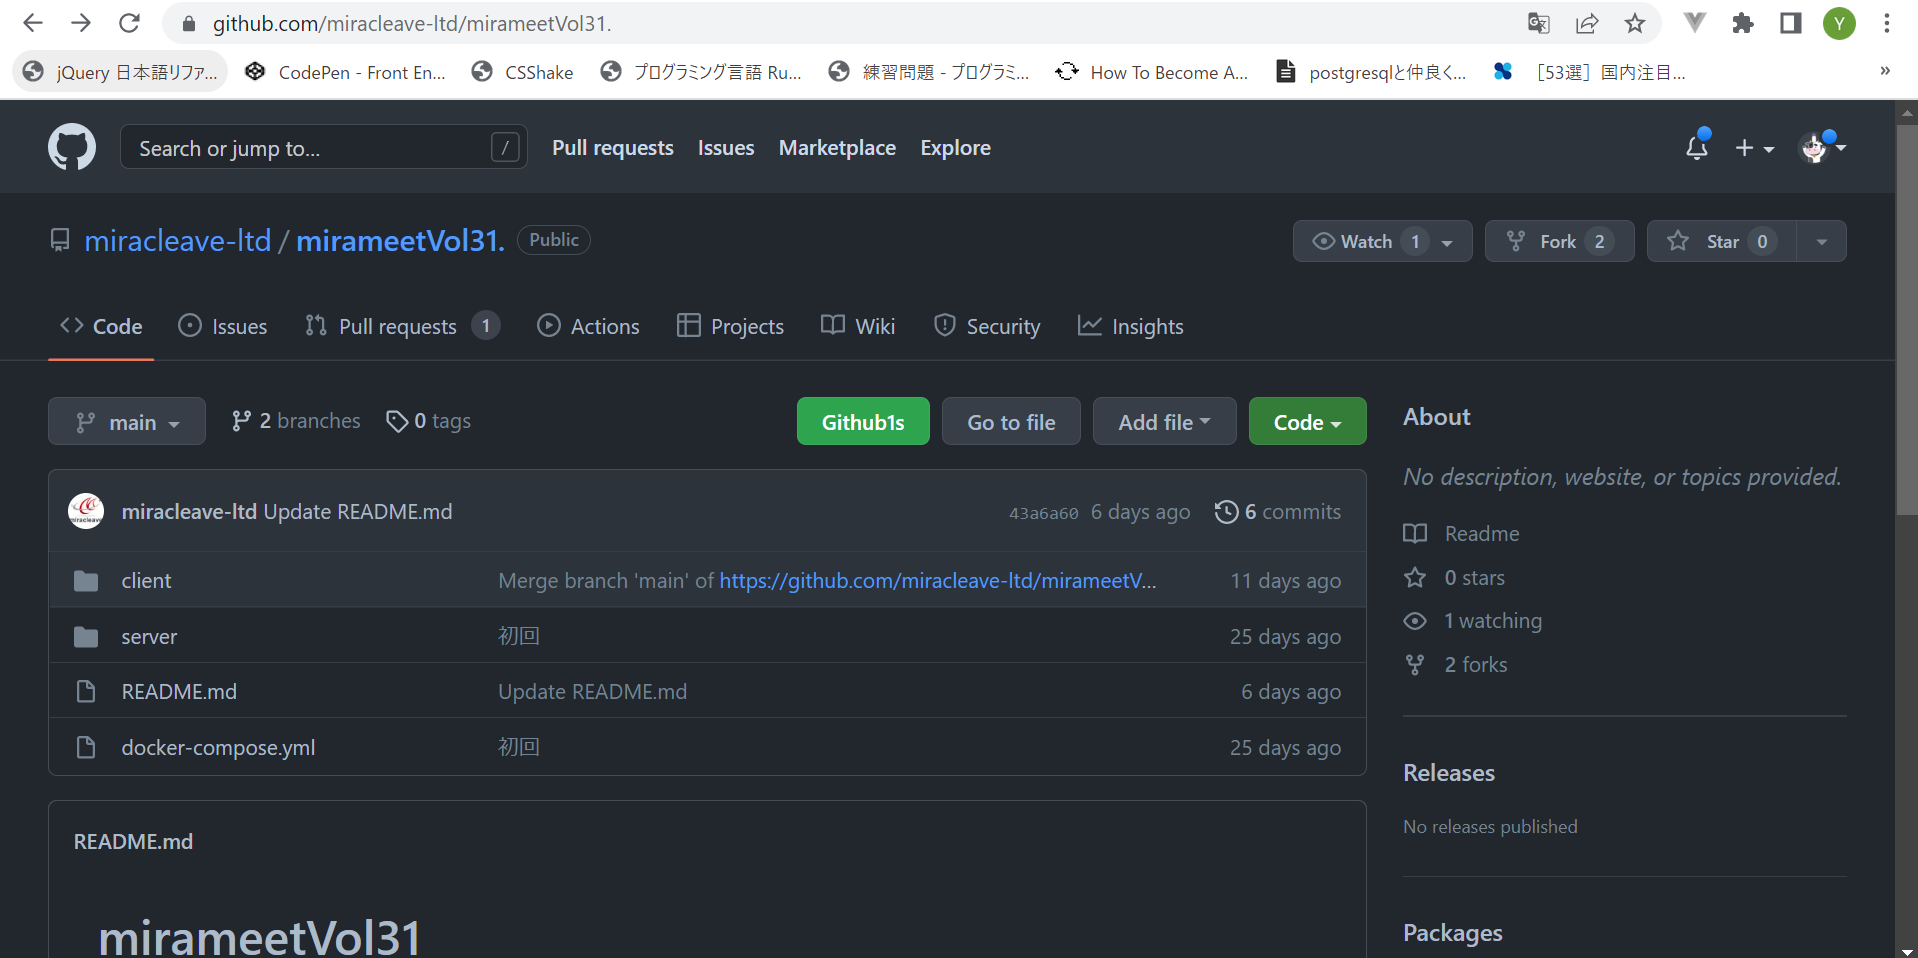 github.com/miracleave-ltd/mirameetVol31.
Y
jQuery 日本語リファ...
CodePen - Front En...
CSShake
プログラミング言語 Ru...
練習問題 - プログラミ...
How To Become A...
postgresqlと仲良く...
［53選］国内注目...
»
Search or jump to...
/
Pull requests
Issues
Marketplace
Explore
miracleave-ltd / mirameetVol31.
Public
Watch 1
Fork 2
Star 0
Code
Issues
Pull requests 1
Actions
Projects
Wiki
Security
Insights
main
2 branches
0 tags
Github1s
Go to file
Add file
Code
miracleave-ltd Update README.md
43a6a60 6 days ago
6 commits
client
Merge branch 'main' of https://github.com/miracleave-ltd/mirameetV...
11 days ago
server
初回
25 days ago
README.md
Update README.md
6 days ago
docker-compose.yml
初回
25 days ago
README.md
mirameetVol31
About
No description, website, or topics provided.
Readme
0 stars
1 watching
2 forks
Releases
No releases published
Packages